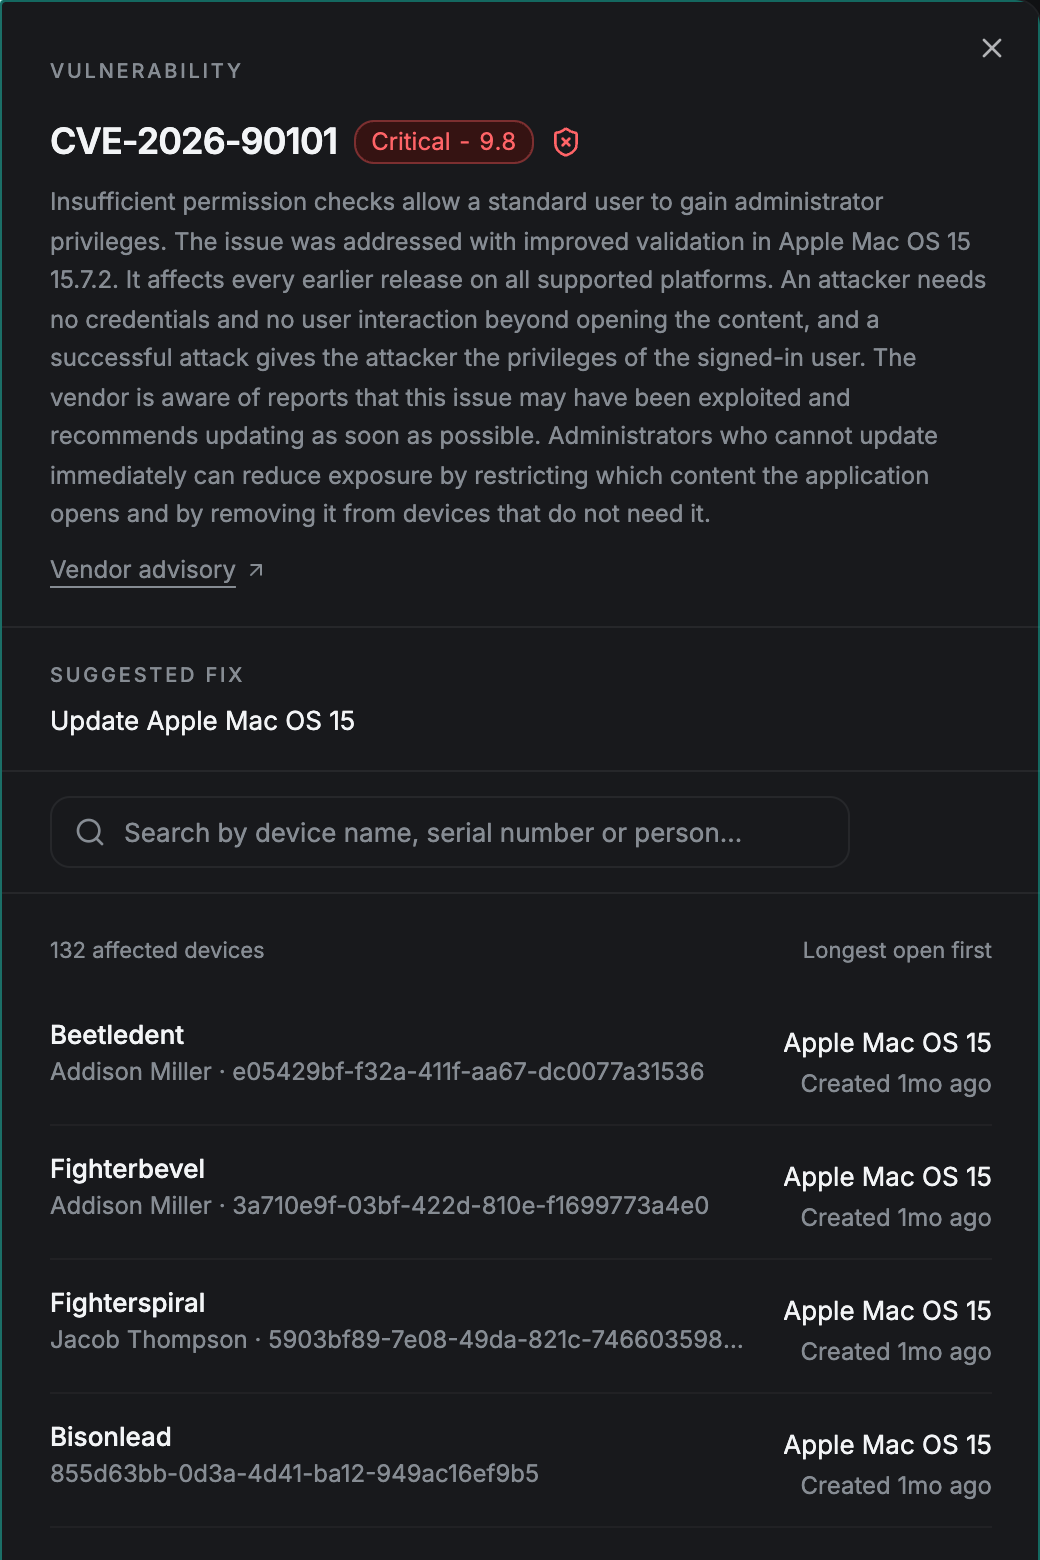 VULNERABILITY
CVE-2026-90101 Critical - 9.8
Insufficient permission checks allow a standard user to gain administrator
privileges. The issue was addressed with improved validation in Apple Mac OS 15
15.7.2. It affects every earlier release on all supported platforms. An attacker needs
no credentials and no user interaction beyond opening the content, and a
successful attack gives the attacker the privileges of the signed-in user. The
vendor is aware of reports that this issue may have been exploited and
recommends updating as soon as possible. Administrators who cannot update
immediately can reduce exposure by restricting which content the application
opens and by removing it from devices that do not need it.
Vendor advisory
SUGGESTED FIX
Update Apple Mac OS 15
Search by device name, serial number or person...
132 affected devices
Longest open first
Beetledent
Addison Miller · e05429bf-f32a-411f-aa67-dc0077a31536
Apple Mac OS 15
Created 1mo ago
Fighterbevel
Addison Miller · 3a710e9f-03bf-422d-810e-f1699773a4e0
Apple Mac OS 15
Created 1mo ago
Fighterspiral
Jacob Thompson · 5903bf89-7e08-49da-821c-746603598...
Apple Mac OS 15
Created 1mo ago
Bisonlead
855d63bb-0d3a-4d41-ba12-949ac16ef9b5
Apple Mac OS 15
Created 1mo ago